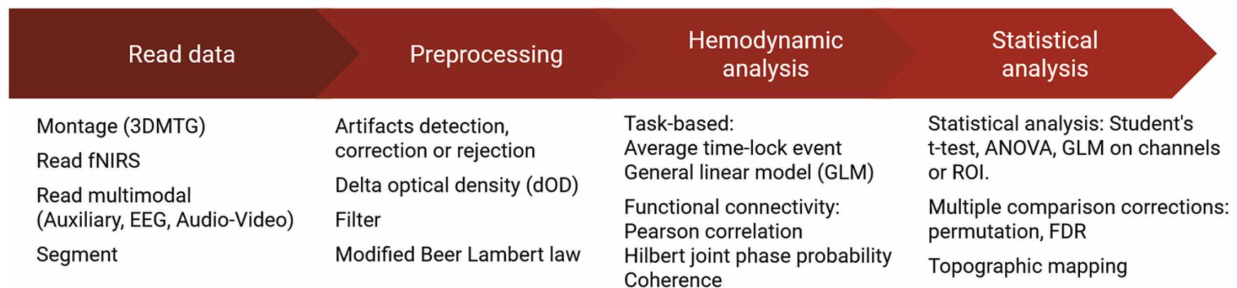 Read data
Preprocessing
Hemodynamic
analysis
Statistical
analysis
Montage (3DMTG)
Read fNIRS
Read multimodal
(Auxiliary, EEG, Audio-Video)
Segment
Artifacts detection,
correction or rejection
Delta optical density (dOD)
Filter
Modified Beer Lambert law
Task-based:
Average time-lock event
General linear model (GLM)
Functional connectivity:
Pearson correlation
Hilbert joint phase probability
Coherence
Statistical analysis: Student's
t-test, ANOVA, GLM on channels
or ROI.
Multiple comparison corrections:
permutation, FDR
Topographic mapping